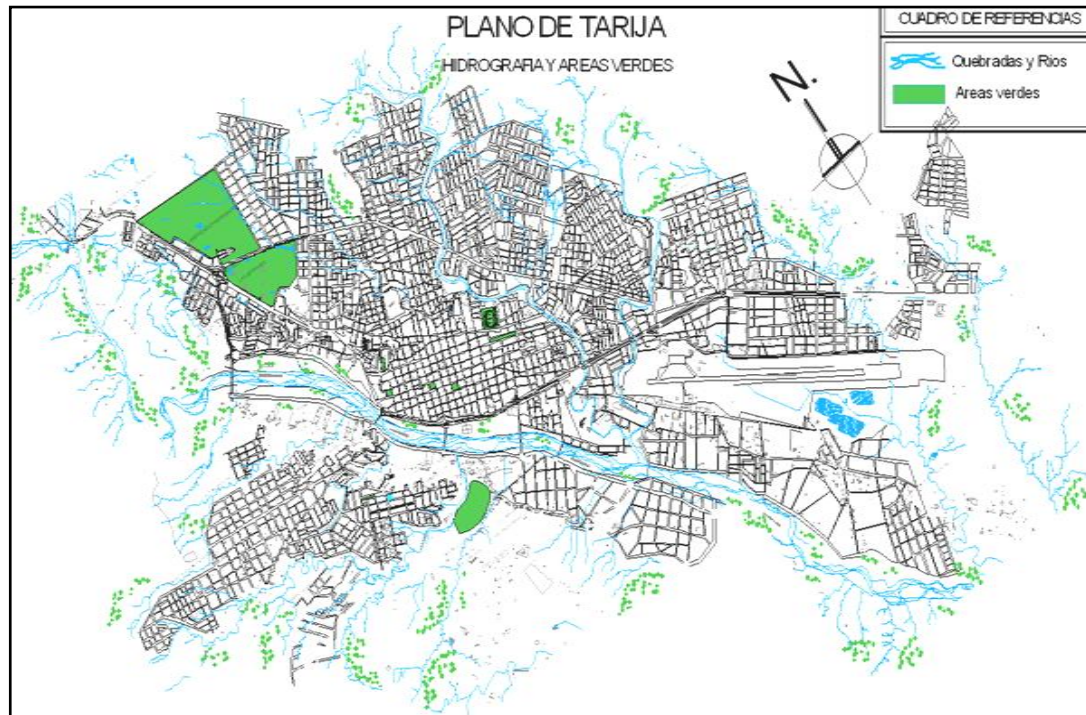 PLANO DE TARIJA
HIDROGRAFIA Y AREAS VERDES
CUADRO DE REFERENCIAS
Quebradas y Rios
Areas verdes
N.